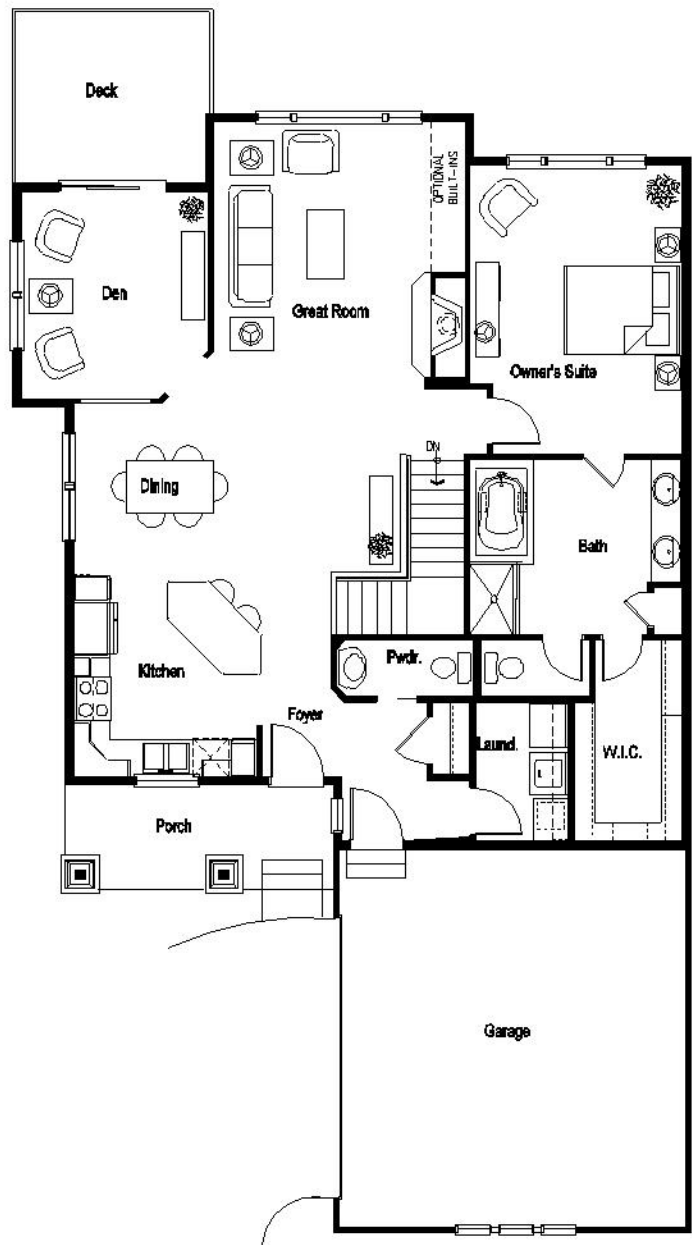 Deck
OPTIONAL
BUILT-INS
Den
Great Room
Owner's Suite
DN
Dining
Bath
Kitchen
Pwdr.
Foyer
Laund.
W.I.C.
Porch
Garage